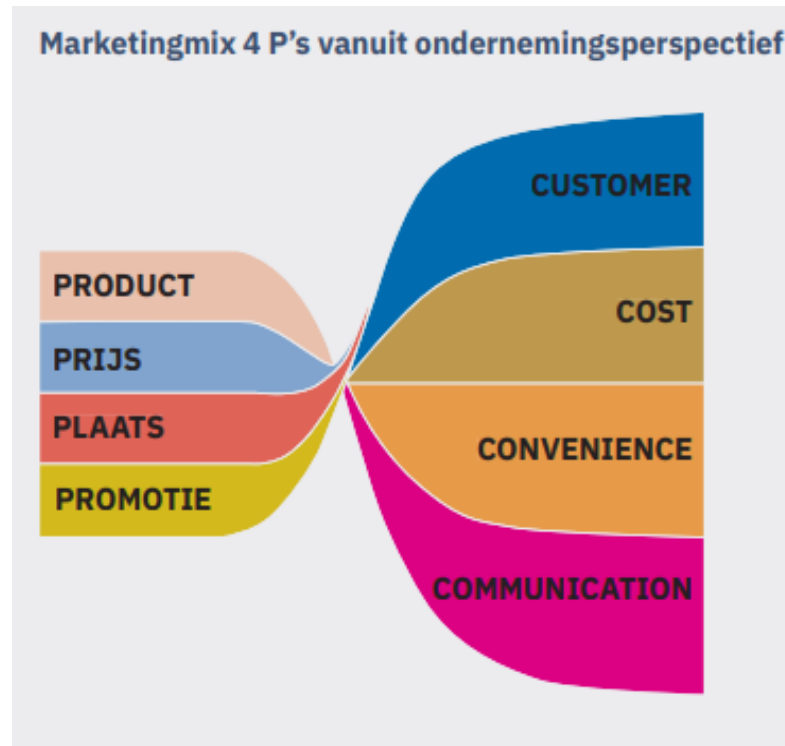 Marketingmix 4 P's vanuit ondernemingsperspectief
PRODUCT
PRIJS
PLAATS
PROMOTIE
CUSTOMER
COST
CONVENIENCE
COMMUNICATION